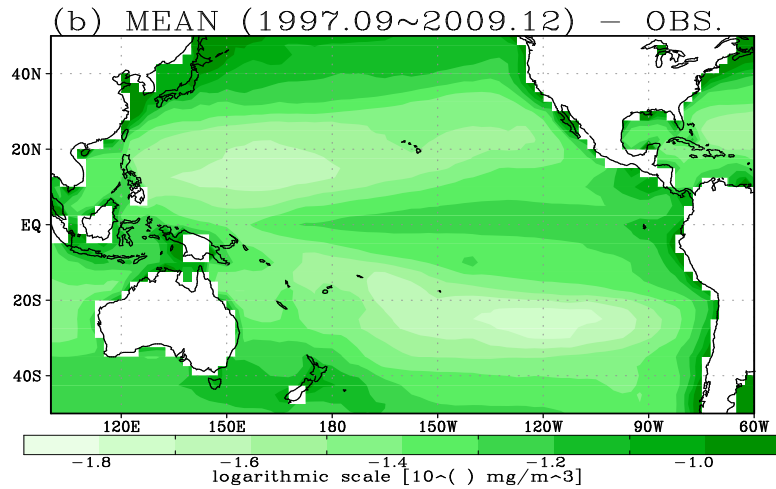 (b) MEAN (1997.09~2009.12) – OBS.
40N
20N
EQ
20S
40S
120E 150E 180 150W 120W 90W 60W
−1.8 −1.6 −1.4 −1.2 −1.0
logarithmic scale [10^( ) mg/m^3]